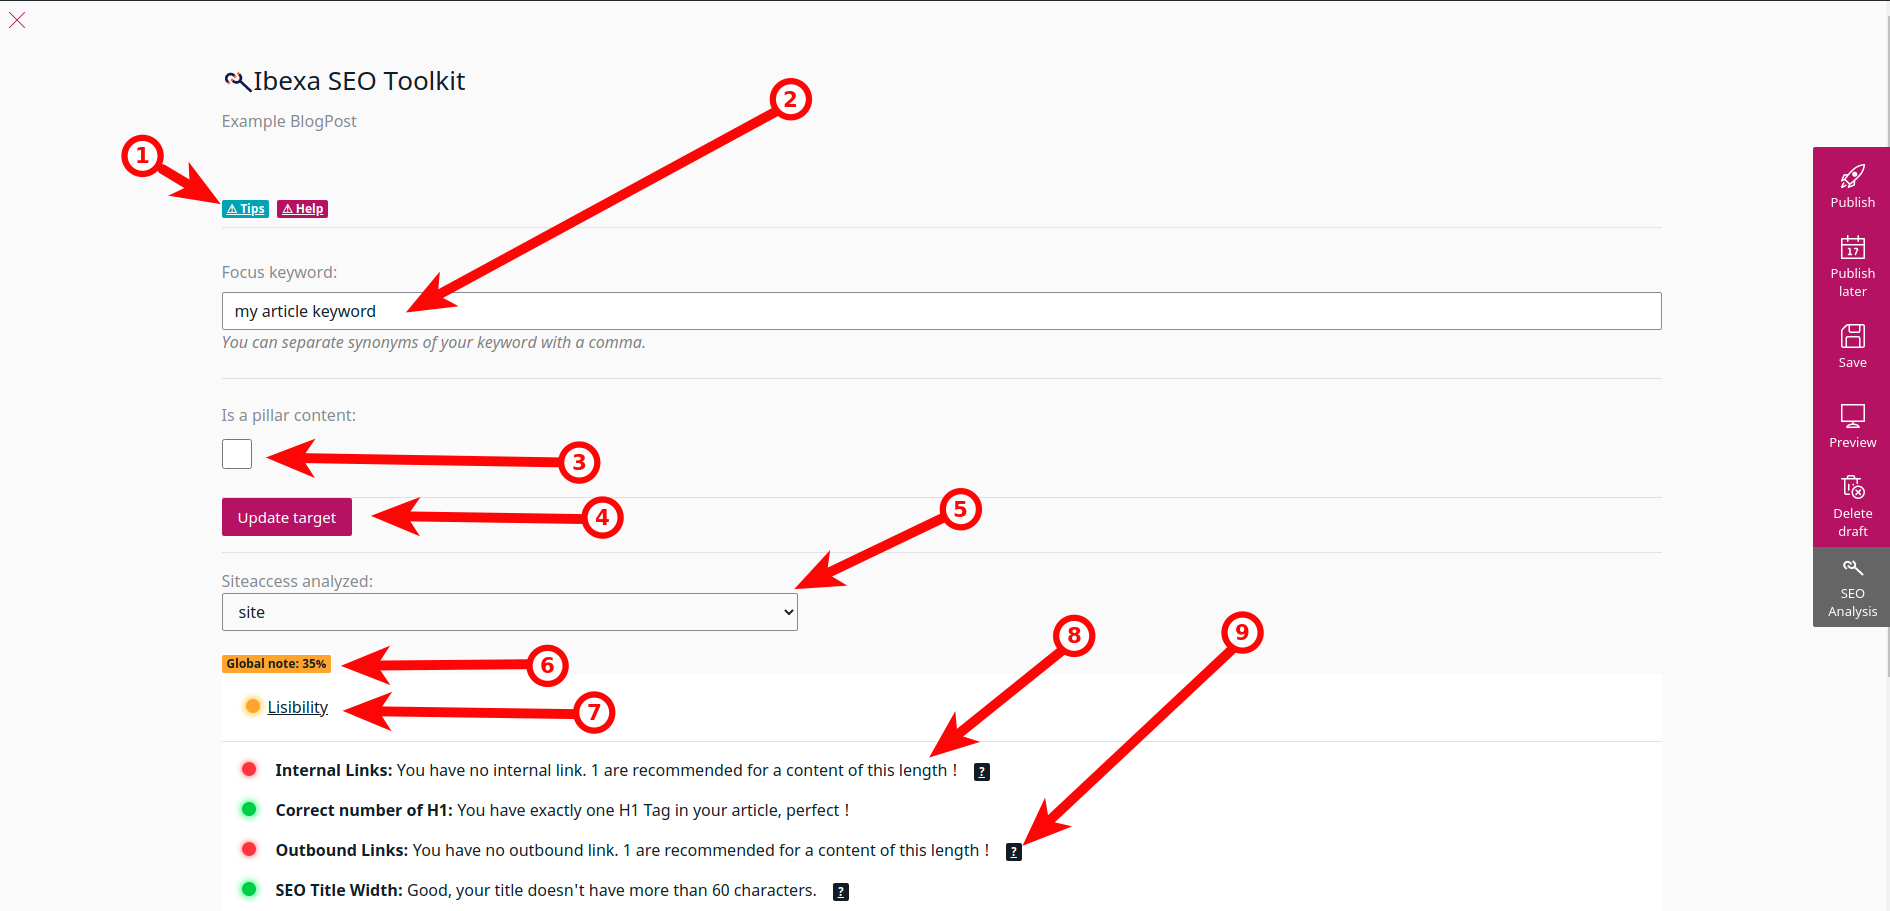 Ibexa SEO Toolkit
2
Example BlogPost
1
Tips Help
Focus keyword:
my article keyword
You can separate synonyms of your keyword with a comma.
Is a pillar content:
3
Update target
4
5
Siteaccess analyzed:
site
Global note: 35%
6
8
9
Lisibility
7
Internal Links: You have no internal link. 1 are recommended for a content of this length ! ?
Correct number of H1: You have exactly one H1 Tag in your article, perfect !
Outbound Links: You have no outbound link. 1 are recommended for a content of this length ! ?
SEO Title Width: Good, your title doesn't have more than 60 characters. ?
Publish
17
Publish
later
Save
Preview
Delete
draft
SEO
Analysis